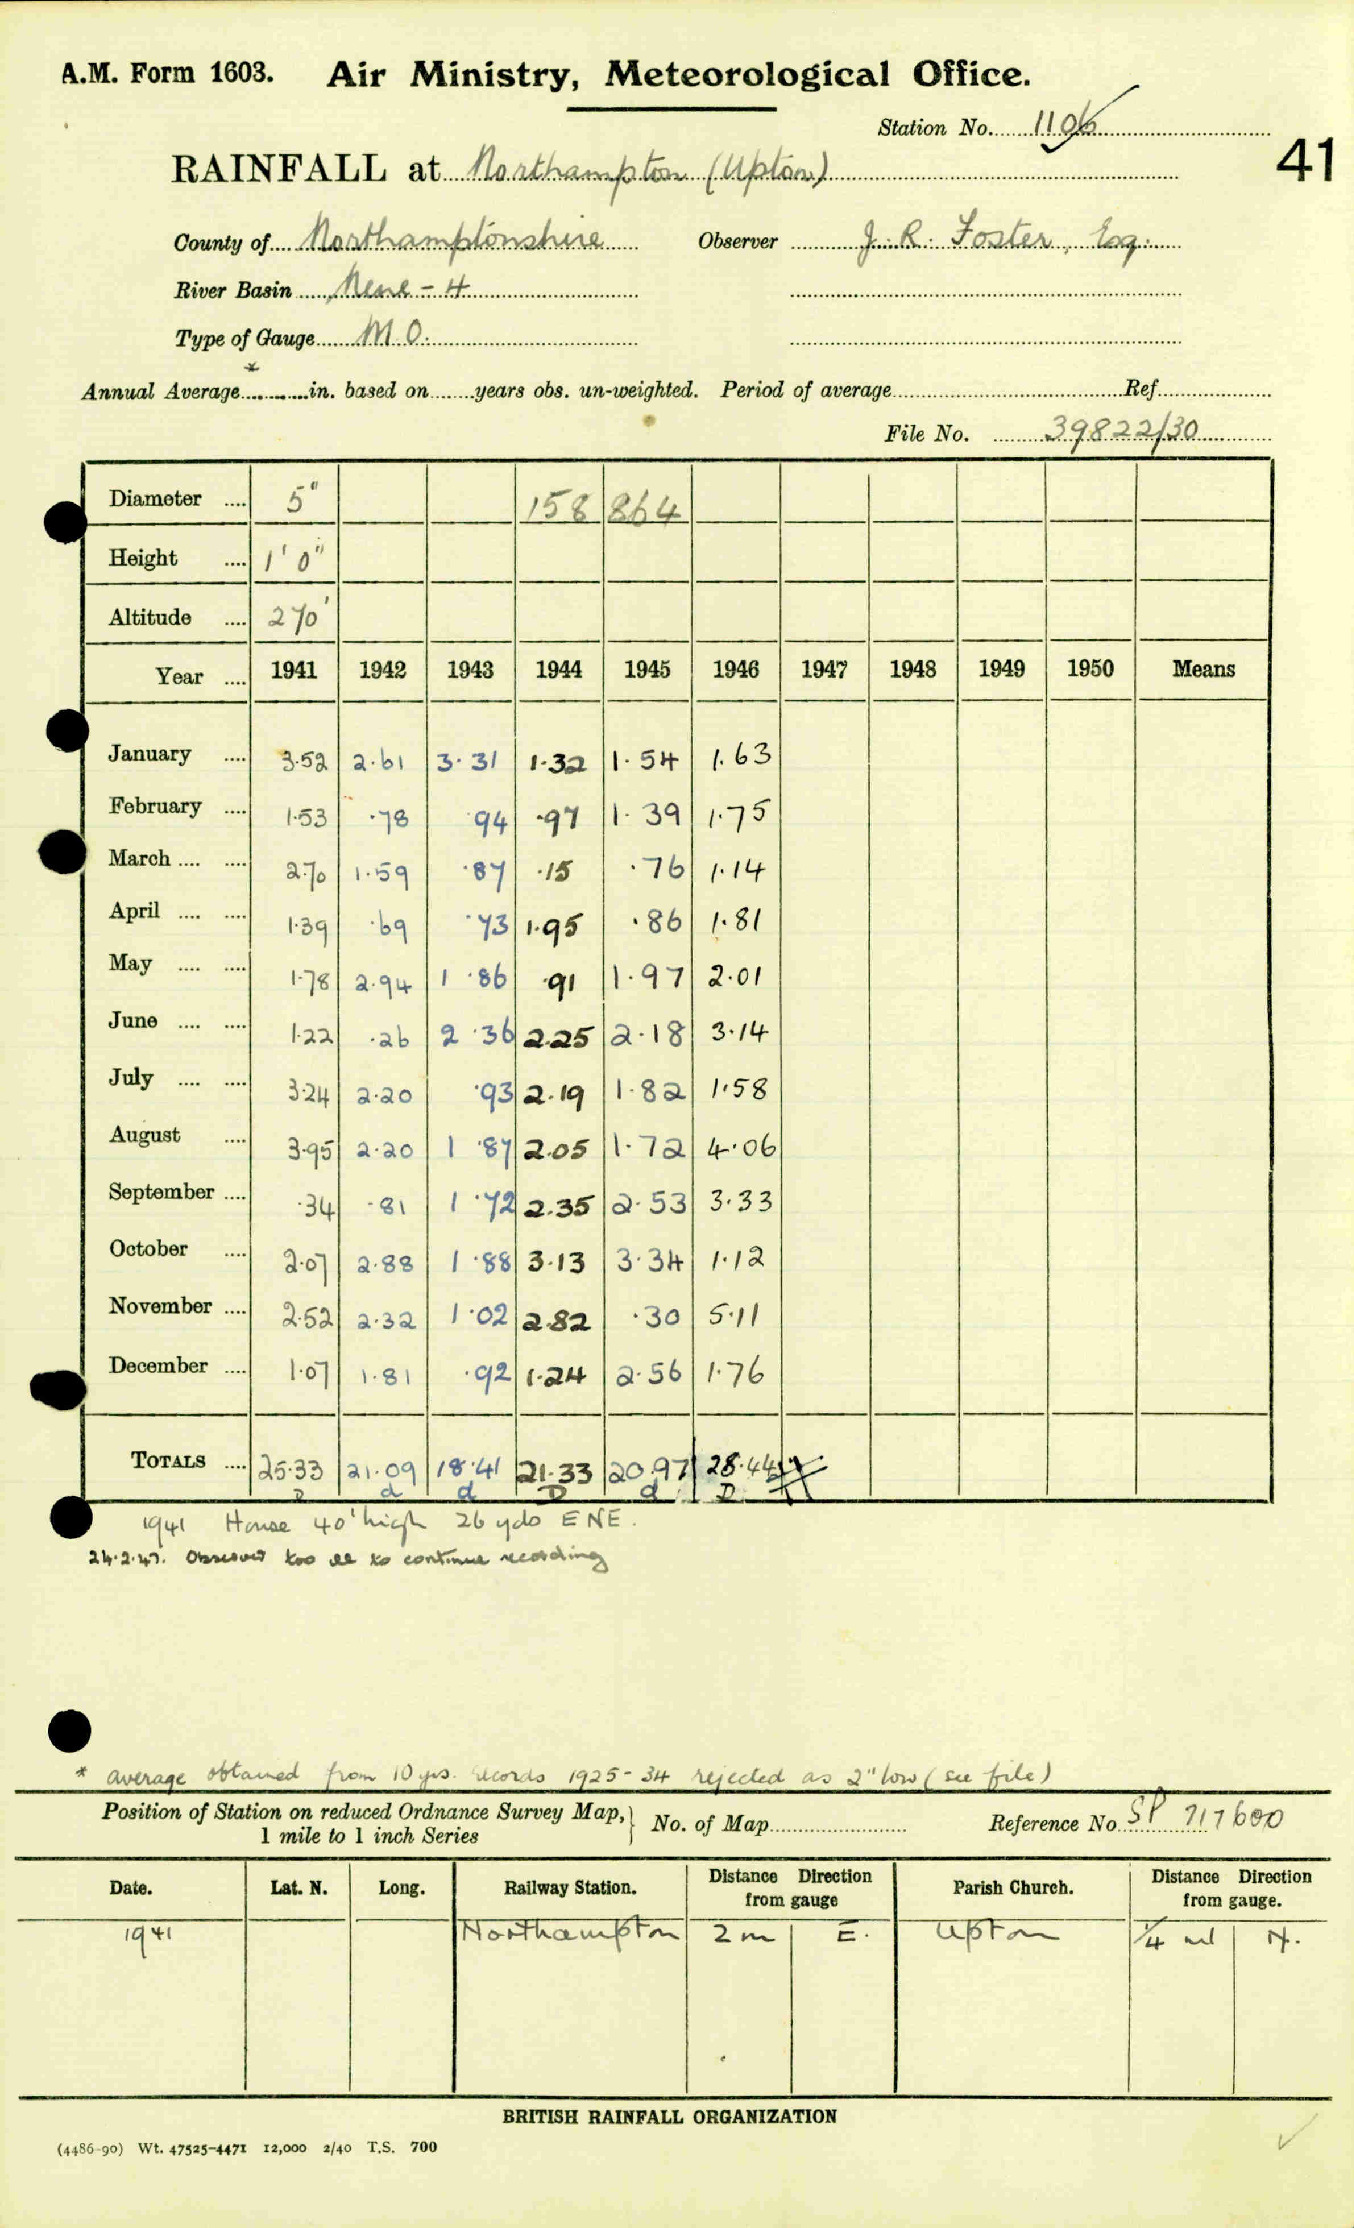 A.M. Form 1603. Air Ministry, Meteorological Office.
Station No. 1106
41
RAINFALL at Northampton (Upton)
County of Northamptonshire Observer J. R. Foster, Esq.
River Basin Nene - 4
Type of Gauge M.O.
*
Annual Average in. based on years obs. un-weighted. Period of average Ref
File No. 39822/30
Diameter 5" 158 864
Height 1' 0"
Altitude 270'
Year 1941 1942 1943 1944 1945 1946 1947 1948 1949 1950 Means
January 3.52 2.61 3.31 1.32 1.54 1.63
February 1.53 .78 .94 .97 1.39 1.75
March 2.70 1.59 .87 .15 .76 1.14
April 1.39 .69 .73 1.95 .86 1.81
May 1.78 2.94 1.86 .91 1.97 2.01
June 1.22 .26 2.36 2.25 2.18 3.14
July 3.24 2.20 .93 2.19 1.82 1.58
August 3.95 2.20 1.87 2.05 1.72 4.06
September .34 .81 1.72 2.35 2.53 3.33
October 2.07 2.88 1.88 3.13 3.34 1.12
November 2.52 2.32 1.02 2.82 .30 5.11
December 1.07 1.81 .92 1.24 2.56 1.76
TOTALS 25.33 21.09 18.41 21.33 20.97 28.44
D d d D d D
1941 House 40' high 26 yds ENE.
24.2.47. Observer too ill to continue recording
* average obtained from 10 yrs. records 1925-34 rejected as 2" low (see file)
Position of Station on reduced Ordnance Survey Map, 1 mile to 1 inch Series } No. of Map Reference No. SP 717600
Date. Lat. N. Long. Railway Station. Distance Direction from gauge Parish Church. Distance Direction from gauge.
1941 Northampton 2 m E. Upton 1/4 ml N.
BRITISH RAINFALL ORGANIZATION
(4486-90) Wt. 47525-4471 12,000 2/40 T.S. 700